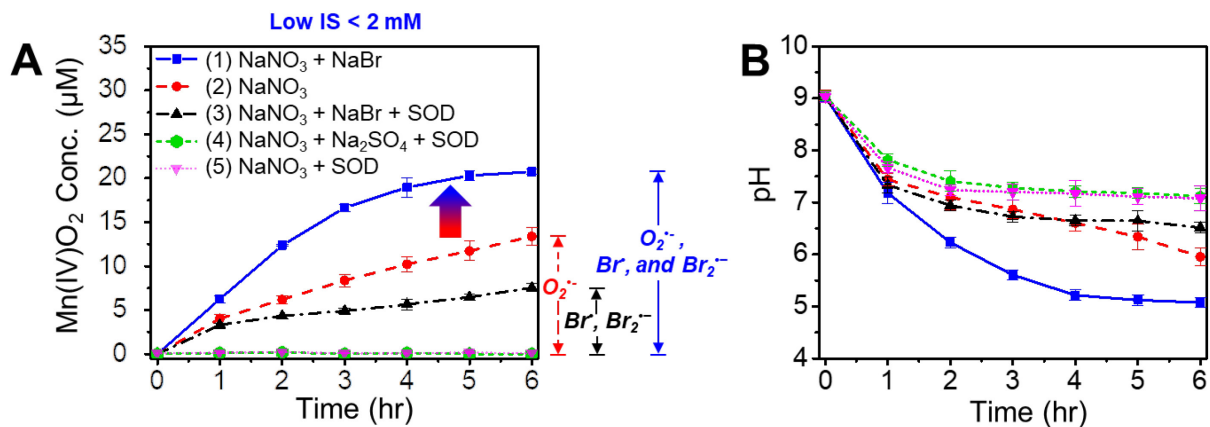 Low IS < 2 mM
A
Mn(IV)O₂ Conc. (μM)
35
30
25
20
15
10
5
0
(1) NaNO₃ + NaBr
(2) NaNO₃
(3) NaNO₃ + NaBr + SOD
(4) NaNO₃ + Na₂SO₄ + SOD
(5) NaNO₃ + SOD
0 1 2 3 4 5 6
Time (hr)
O₂•⁻
Br•, Br₂•⁻
O₂•⁻,
Br•, and Br₂•⁻
B
pH
10
9
8
7
6
5
4
0 1 2 3 4 5 6
Time (hr)